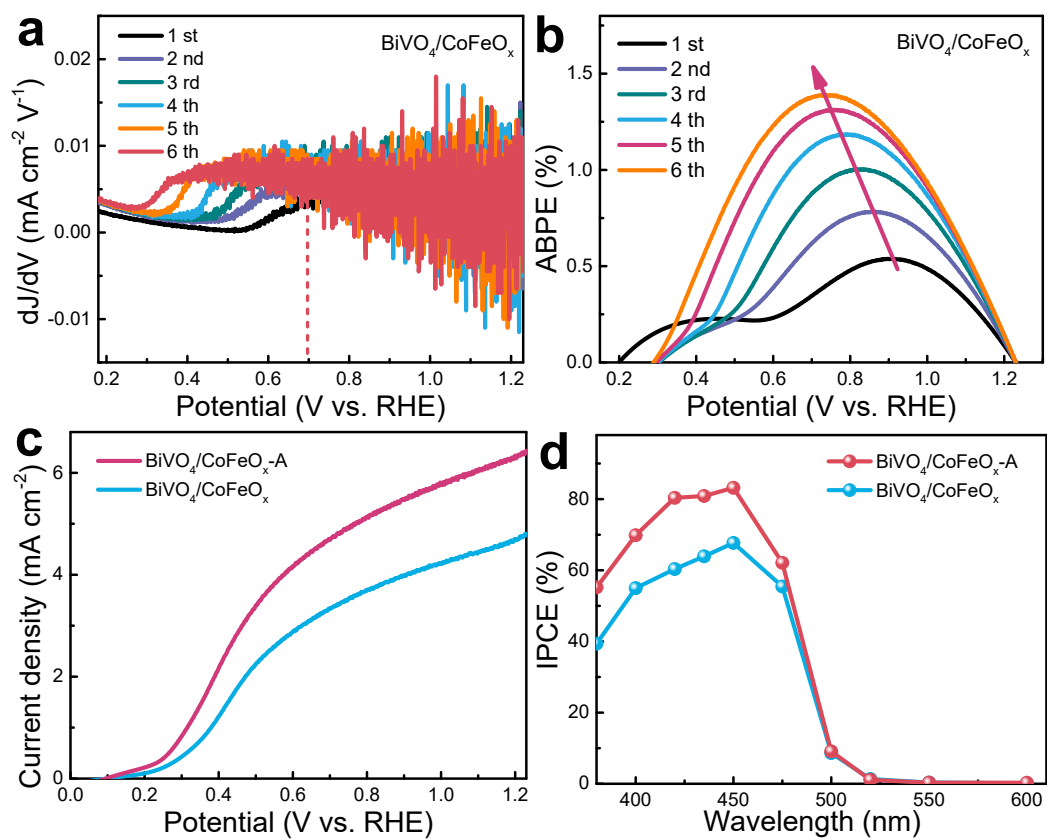 a
1 st
2 nd
3 rd
4 th
5 th
6 th
BiVO₄/CoFeOₓ
0.02
0.01
0.00
-0.01
dJ/dV (mA cm⁻² V⁻¹)
0.2 0.4 0.6 0.8 1.0 1.2
Potential (V vs. RHE)
b
1 st
2 nd
3 rd
4 th
5 th
6 th
BiVO₄/CoFeOₓ
1.5
1.0
0.5
0.0
ABPE (%)
0.2 0.4 0.6 0.8 1.0 1.2
Potential (V vs. RHE)
c
BiVO₄/CoFeOₓ-A
BiVO₄/CoFeOₓ
6
4
2
0
Current density (mA cm⁻²)
0.0 0.2 0.4 0.6 0.8 1.0 1.2
Potential (V vs. RHE)
d
BiVO₄/CoFeOₓ-A
BiVO₄/CoFeOₓ
80
60
40
20
0
IPCE (%)
400 450 500 550 600
Wavelength (nm)